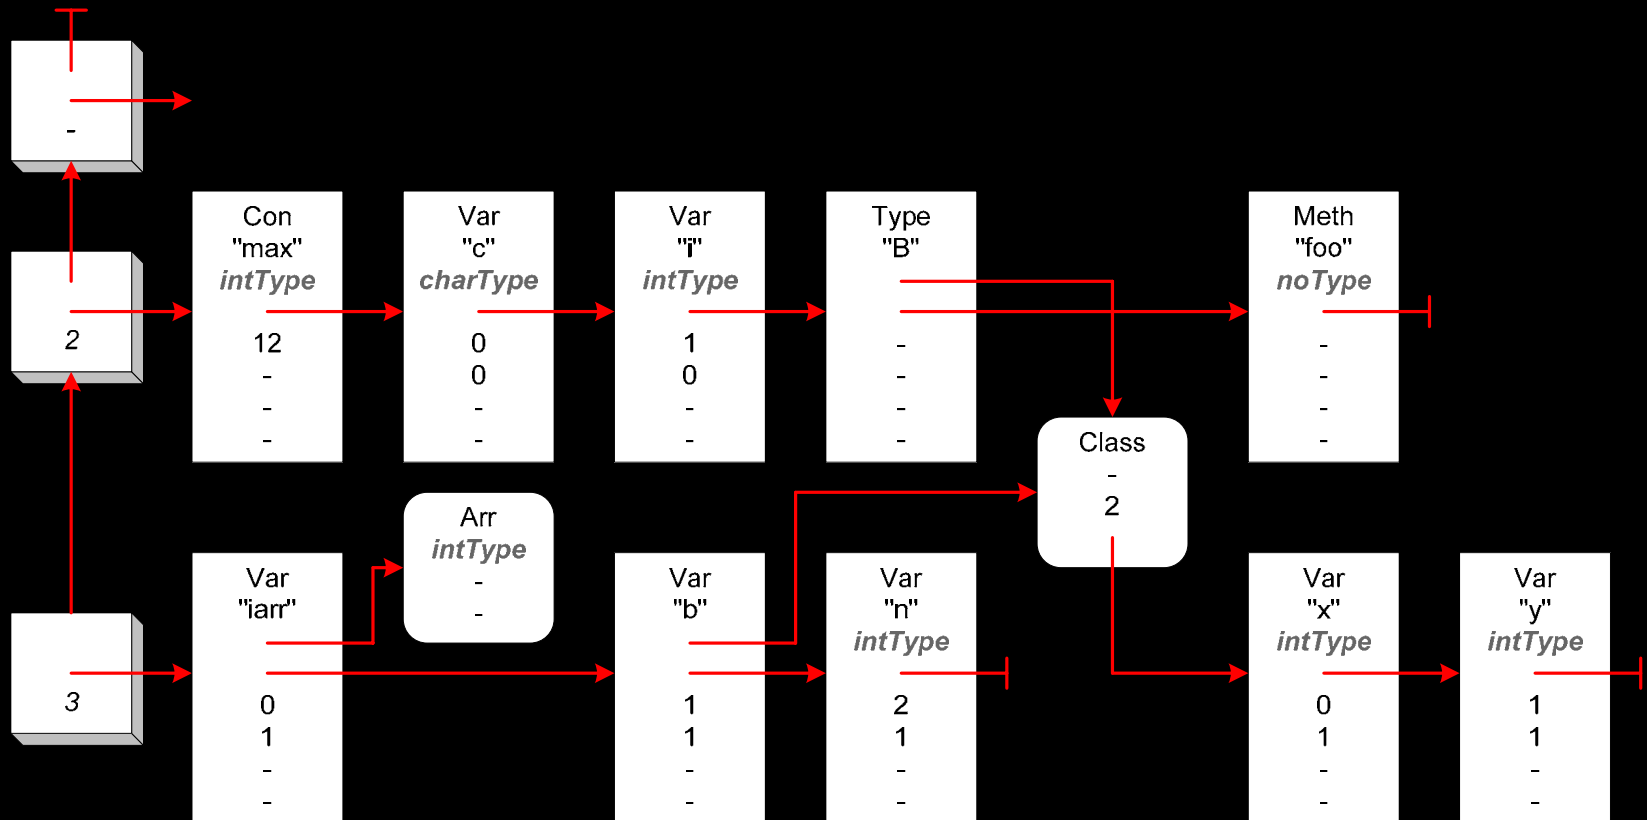 -
2
Con
"max"
intType
12
-
-
-
Var
"c"
charType
0
0
-
-
Var
"i"
intType
1
0
-
-
Type
"B"
-
-
-
-
Meth
"foo"
noType
-
-
-
-
Class
-
2
Arr
intType
-
-
3
Var
"iarr"
0
1
-
-
Var
"b"
1
1
-
-
Var
"n"
intType
2
1
-
-
Var
"x"
intType
0
1
-
-
Var
"y"
intType
1
1
-
-